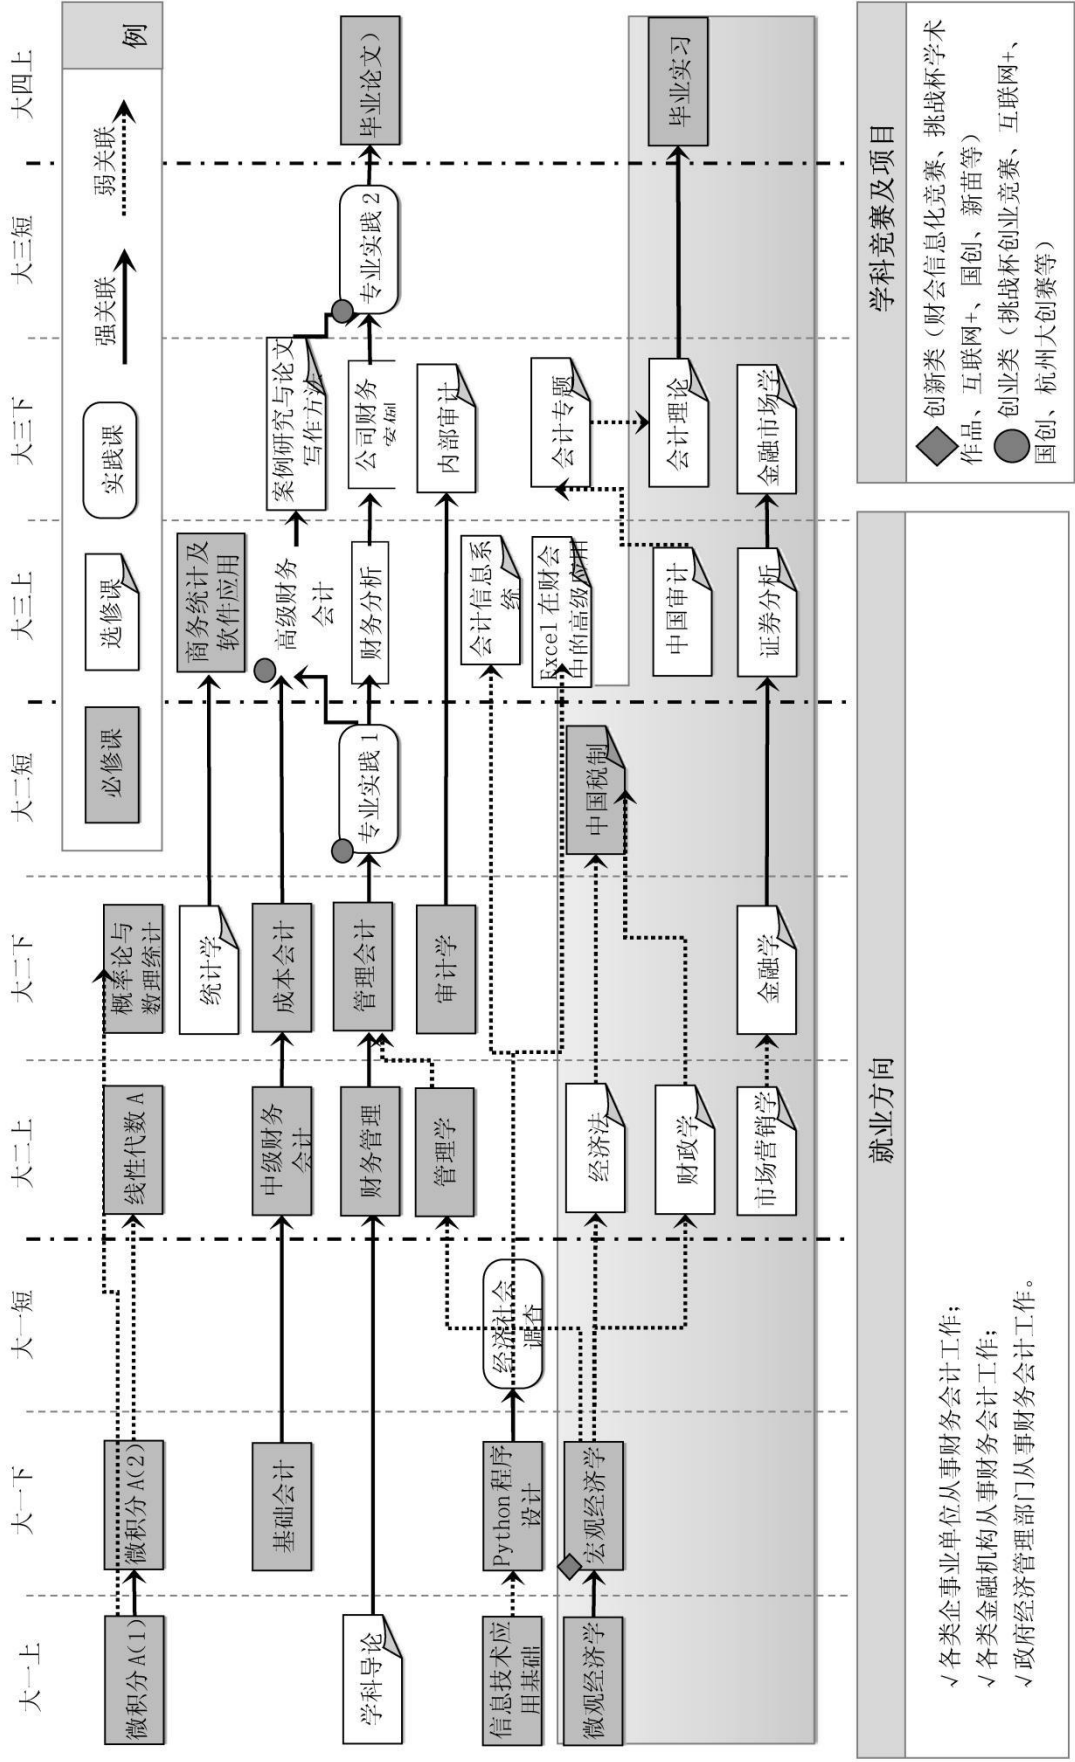 大一上
大一下
大一短
大二上
大二下
大二短
大三上
大三下
大三短
大四上
必修课
选修课
实践课
强关联
弱关联
例
微积分A(1)
微积分A(2)
线性代数A
概率论与
数理统计
统计学
商务统计及
软件应用
基础会计
中级财务
会计
成本会计
高级财务
会计
案例研究与论文
写作方法
学科导论
财务管理
管理会计
专业实践1
财务分析
公司财务
案例
专业实践2
毕业论文）
管理学
审计学
内部审计
信息技术应
用基础
Python 程序
设计
经济社会
调查
会计信息系
统
Excel 在财会
中的高级应用
会计专题
微观经济学
宏观经济学
经济法
中国税制
财政学
中国审计
会计理论
毕业实习
市场营销学
金融学
证券分析
金融市场学
就业方向
√各类企事业单位从事财务会计工作；
√各类金融机构从事财务会计工作；
√政府经济管理部门从事财务会计工作。
学科竞赛及项目
创新类（财会信息化竞赛、挑战杯学术
作品、互联网+、国创、新苗等）
创业类（挑战杯创业竞赛、互联网+、
国创、杭州大创赛等）